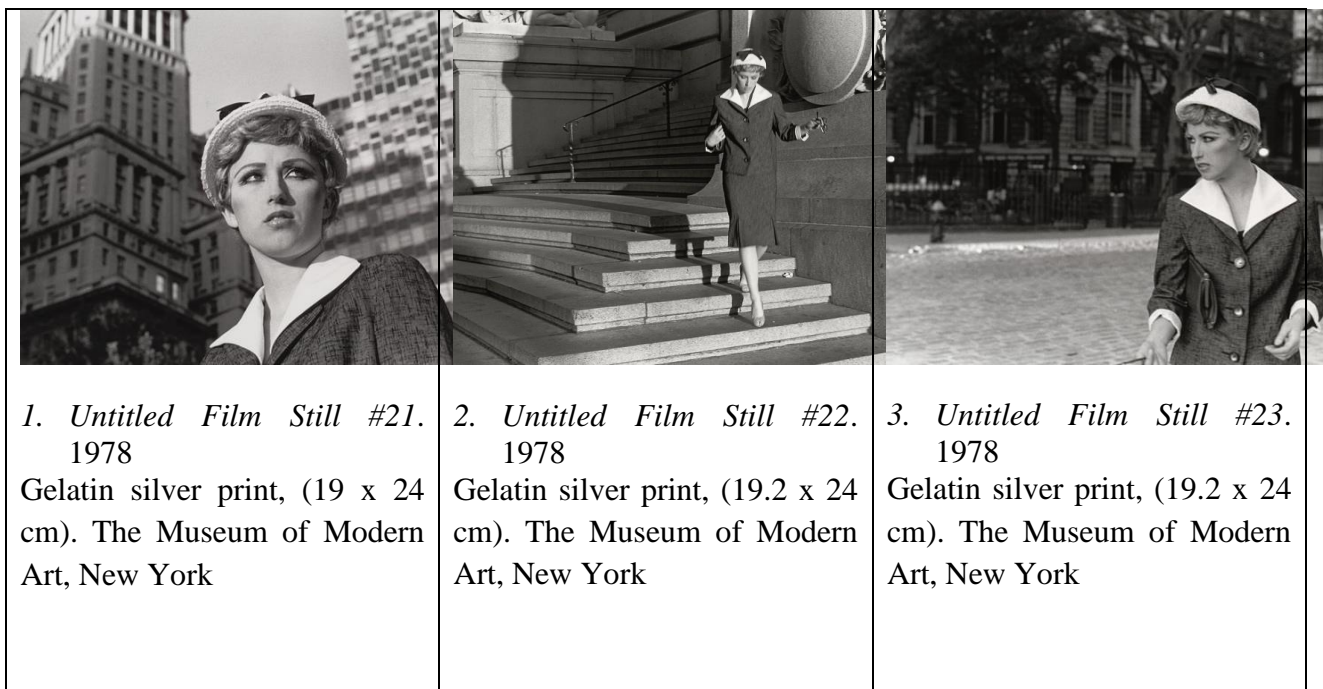 1. Untitled Film Still #21.
1978
Gelatin silver print, (19 x 24
cm). The Museum of Modern
Art, New York
2. Untitled Film Still #22.
1978
Gelatin silver print, (19.2 x 24
cm). The Museum of Modern
Art, New York
3. Untitled Film Still #23.
1978
Gelatin silver print, (19.2 x 24
cm). The Museum of Modern
Art, New York